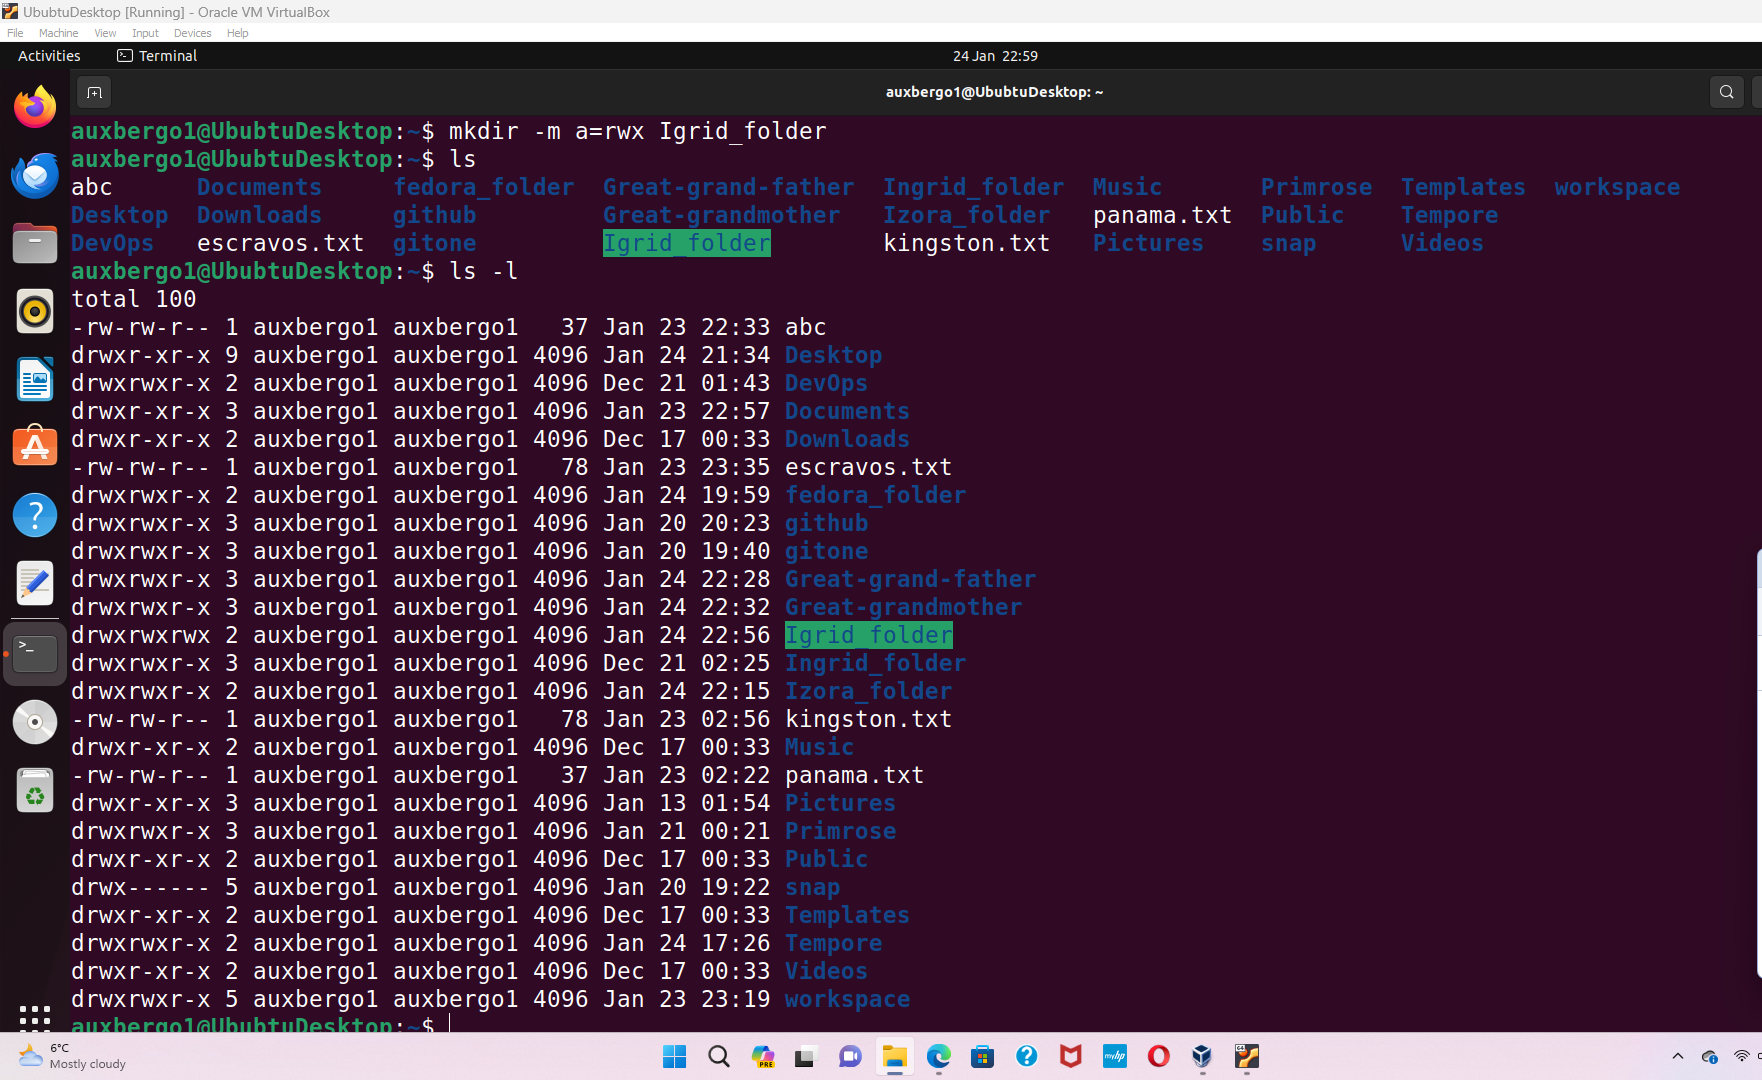 UbubtuDesktop [Running] - Oracle VM VirtualBox
File Machine View Input Devices Help
Activities Terminal 24 Jan 22:59
auxbergo1@UbubtuDesktop: ~
auxbergo1@UbubtuDesktop:~$ mkdir -m a=rwx Igrid_folder
auxbergo1@UbubtuDesktop:~$ ls
abc Documents fedora_folder Great-grand-father Ingrid_folder Music Primrose Templates workspace
Desktop Downloads github Great-grandmother Izora_folder panama.txt Public Tempore
DevOps escravos.txt gitone Igrid_folder kingston.txt Pictures snap Videos
auxbergo1@UbubtuDesktop:~$ ls -l
total 100
-rw-rw-r-- 1 auxbergo1 auxbergo1 37 Jan 23 22:33 abc
drwxr-xr-x 9 auxbergo1 auxbergo1 4096 Jan 24 21:34 Desktop
drwxrwxr-x 2 auxbergo1 auxbergo1 4096 Dec 21 01:43 DevOps
drwxr-xr-x 3 auxbergo1 auxbergo1 4096 Jan 23 22:57 Documents
drwxr-xr-x 2 auxbergo1 auxbergo1 4096 Dec 17 00:33 Downloads
-rw-rw-r-- 1 auxbergo1 auxbergo1 78 Jan 23 23:35 escravos.txt
drwxrwxr-x 2 auxbergo1 auxbergo1 4096 Jan 24 19:59 fedora_folder
drwxrwxr-x 3 auxbergo1 auxbergo1 4096 Jan 20 20:23 github
drwxrwxr-x 3 auxbergo1 auxbergo1 4096 Jan 20 19:40 gitone
drwxrwxr-x 3 auxbergo1 auxbergo1 4096 Jan 24 22:28 Great-grand-father
drwxrwxr-x 3 auxbergo1 auxbergo1 4096 Jan 24 22:32 Great-grandmother
drwxrwxrwx 2 auxbergo1 auxbergo1 4096 Jan 24 22:56 Igrid_folder
drwxrwxr-x 3 auxbergo1 auxbergo1 4096 Dec 21 02:25 Ingrid_folder
drwxrwxr-x 2 auxbergo1 auxbergo1 4096 Jan 24 22:15 Izora_folder
-rw-rw-r-- 1 auxbergo1 auxbergo1 78 Jan 23 02:56 kingston.txt
drwxr-xr-x 2 auxbergo1 auxbergo1 4096 Dec 17 00:33 Music
-rw-rw-r-- 1 auxbergo1 auxbergo1 37 Jan 23 02:22 panama.txt
drwxr-xr-x 3 auxbergo1 auxbergo1 4096 Jan 13 01:54 Pictures
drwxrwxr-x 3 auxbergo1 auxbergo1 4096 Jan 21 00:21 Primrose
drwxr-xr-x 2 auxbergo1 auxbergo1 4096 Dec 17 00:33 Public
drwx------ 5 auxbergo1 auxbergo1 4096 Jan 20 19:22 snap
drwxr-xr-x 2 auxbergo1 auxbergo1 4096 Dec 17 00:33 Templates
drwxrwxr-x 2 auxbergo1 auxbergo1 4096 Jan 24 17:26 Tempore
drwxr-xr-x 2 auxbergo1 auxbergo1 4096 Dec 17 00:33 Videos
drwxrwxr-x 5 auxbergo1 auxbergo1 4096 Jan 23 23:19 workspace
auxbergo1@UbubtuDesktop:~$
6°C
Mostly cloudy
PRE
myhp
64